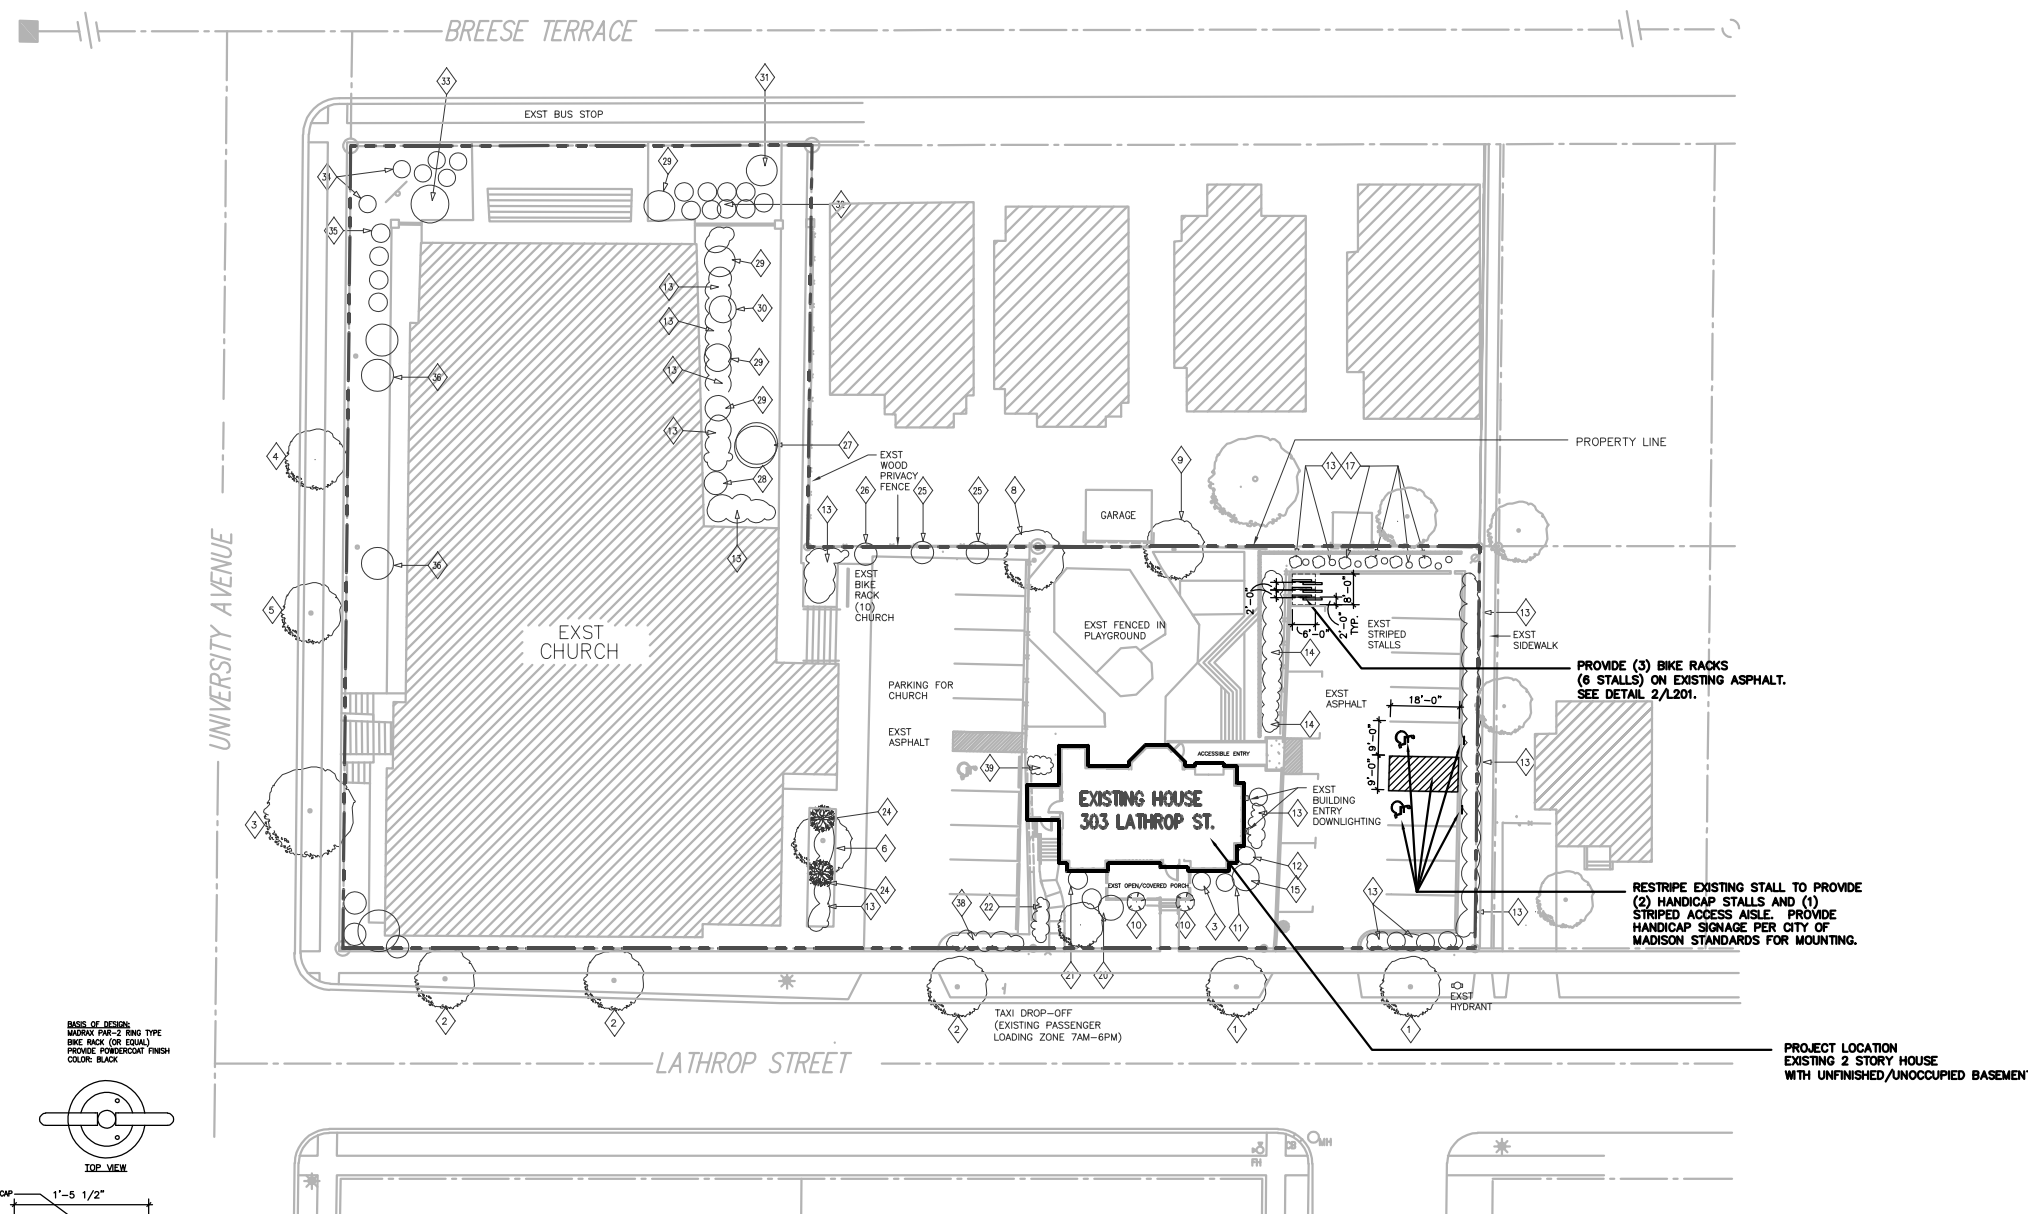 BREESE TERRACE
33
31
EXST BUS STOP
34
29
32
35
29
13
30
13
29
36
13
29
13
27
4
EXST
WOOD
PRIVACY
FENCE
PROPERTY LINE
28
26
25
25
8
9
13 17
13
GARAGE
13
UNIVERSITY AVENUE
36
5
EXST
BIKE
RACK
(10)
CHURCH
EXST FENCED IN
PLAYGROUND
2'-0"
8'-0"
6'-0"
2'-0"
TYP.
EXST
STRIPED
STALLS
13
EXST
SIDEWALK
EXST
CHURCH
14
PROVIDE (3) BIKE RACKS
(6 STALLS) ON EXISTING ASPHALT.
SEE DETAIL 2/L201.
PARKING FOR
CHURCH
EXST
ASPHALT
18'-0"
14
EXST
ASPHALT
9'-0"
9'-0"
ACCESSIBLE ENTRY
39
13
3
EXISTING HOUSE
303 LATHROP ST.
EXST
BUILDING
ENTRY
DOWNLIGHTING
13
24
6
24
13
12
15
EXST OPEN/COVERED PORCH
38
22
10
10
3
11
13
13
RESTRIPE EXISTING STALL TO PROVIDE
(2) HANDICAP STALLS AND (1)
STRIPED ACCESS AISLE. PROVIDE
HANDICAP SIGNAGE PER CITY OF
MADISON STANDARDS FOR MOUNTING.
21
20
2
2
2
1
1
EXST
HYDRANT
TAXI DROP-OFF
(EXISTING PASSENGER
LOADING ZONE 7AM-6PM)
LATHROP STREET
PROJECT LOCATION
EXISTING 2 STORY HOUSE
WITH UNFINISHED/UNOCCUPIED BASEMENT
BASIS OF DESIGN:
MADRAX PAR-2 RING TYPE
BIKE RACK (OR EQUAL)
PROVIDE POWDERCOAT FINISH
COLOR: BLACK
TOP VIEW
FH
CB
MH
CAP
1'-5 1/2"